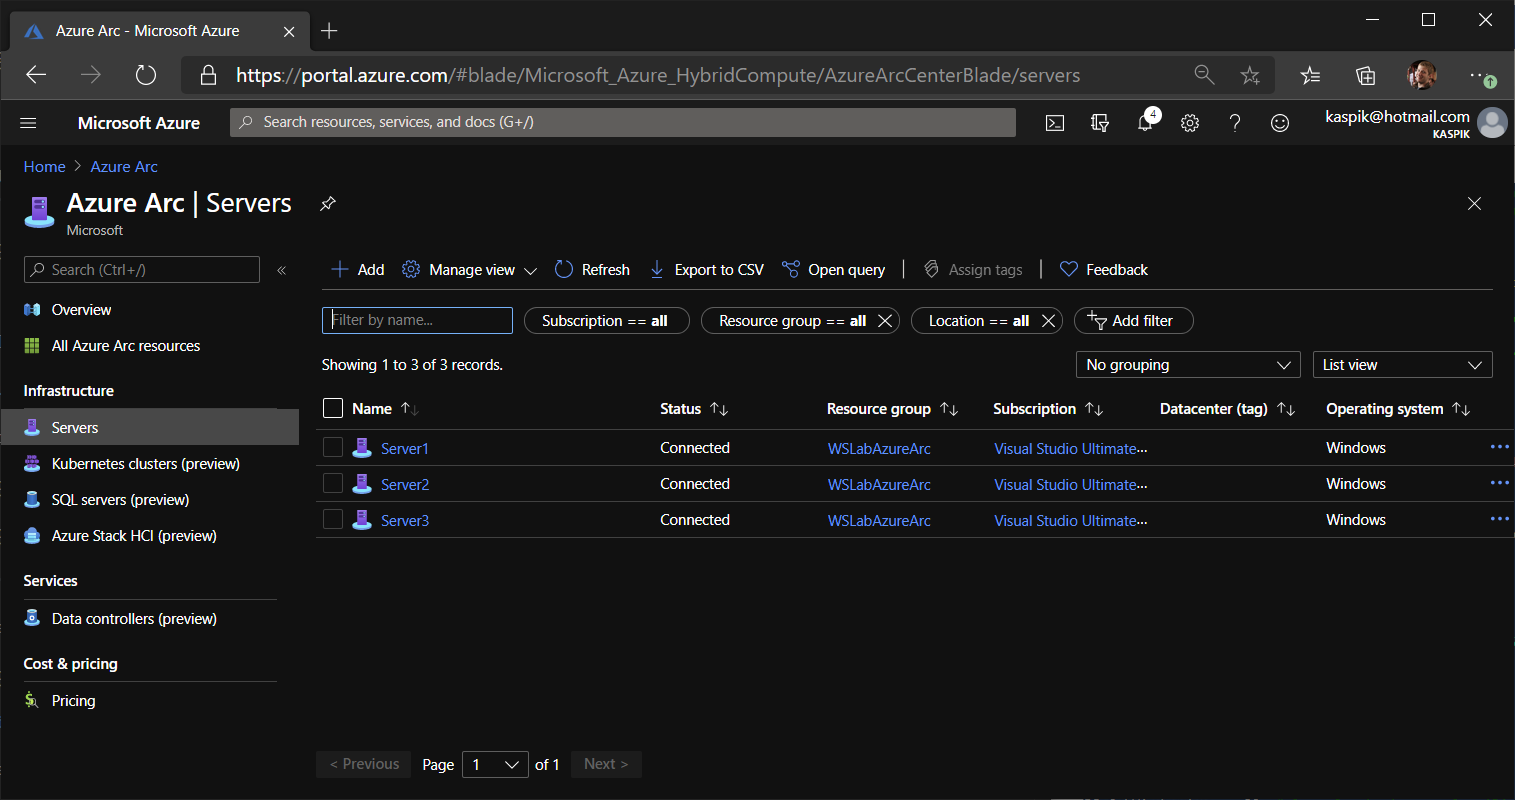 Azure Arc - Microsoft Azure
https://portal.azure.com/#blade/Microsoft_Azure_HybridCompute/AzureArcCenterBlade/servers
Microsoft Azure
Search resources, services, and docs (G+/)
4
kaspik@hotmail.com
KASPIK
Home > Azure Arc
Azure Arc | Servers
Microsoft
Search (Ctrl+/)
«
Overview
All Azure Arc resources
Infrastructure
Servers
Kubernetes clusters (preview)
SQL servers (preview)
Azure Stack HCI (preview)
Services
Data controllers (preview)
Cost & pricing
Pricing
Add Manage view Refresh Export to CSV Open query | Assign tags | Feedback
Filter by name... Subscription == all Resource group == all Location == all Add filter
Showing 1 to 3 of 3 records. No grouping List view
Name Status Resource group Subscription Datacenter (tag) Operating system
Server1 Connected WSLabAzureArc Visual Studio Ultimate... Windows
Server2 Connected WSLabAzureArc Visual Studio Ultimate... Windows
Server3 Connected WSLabAzureArc Visual Studio Ultimate... Windows
< Previous Page 1 of 1 Next >